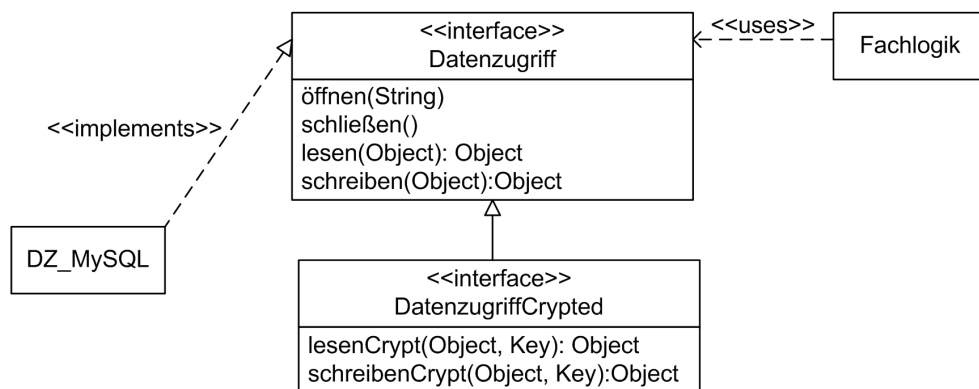 <<interface>>
Datenzugriff
öffnen(String)
schließen()
lesen(Object): Object
schreiben(Object):Object
<<uses>>
Fachlogik
<<implements>>
DZ_MySQL
<<interface>>
DatenzugriffCrypted
lesenCrypt(Object, Key): Object
schreibenCrypt(Object, Key):Object